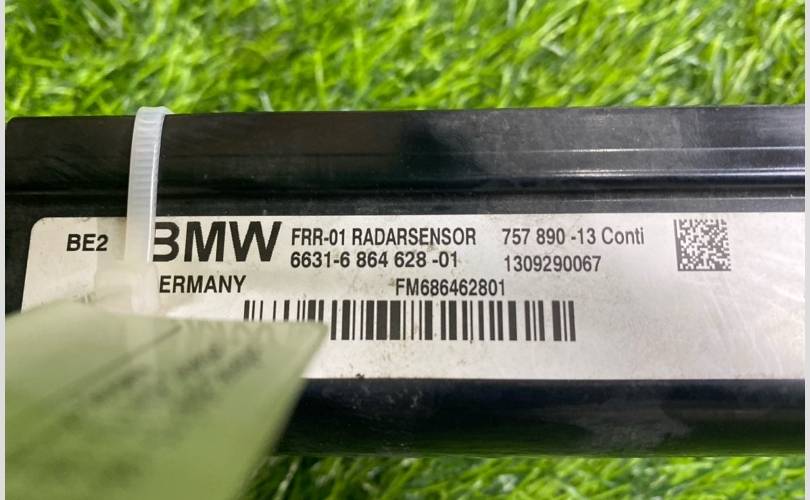 BE2 BMW FRR-01 RADARSENSOR 757 890 -13 Conti
6631-6 864 628 -01 1309290067
ERMANY FM686462801